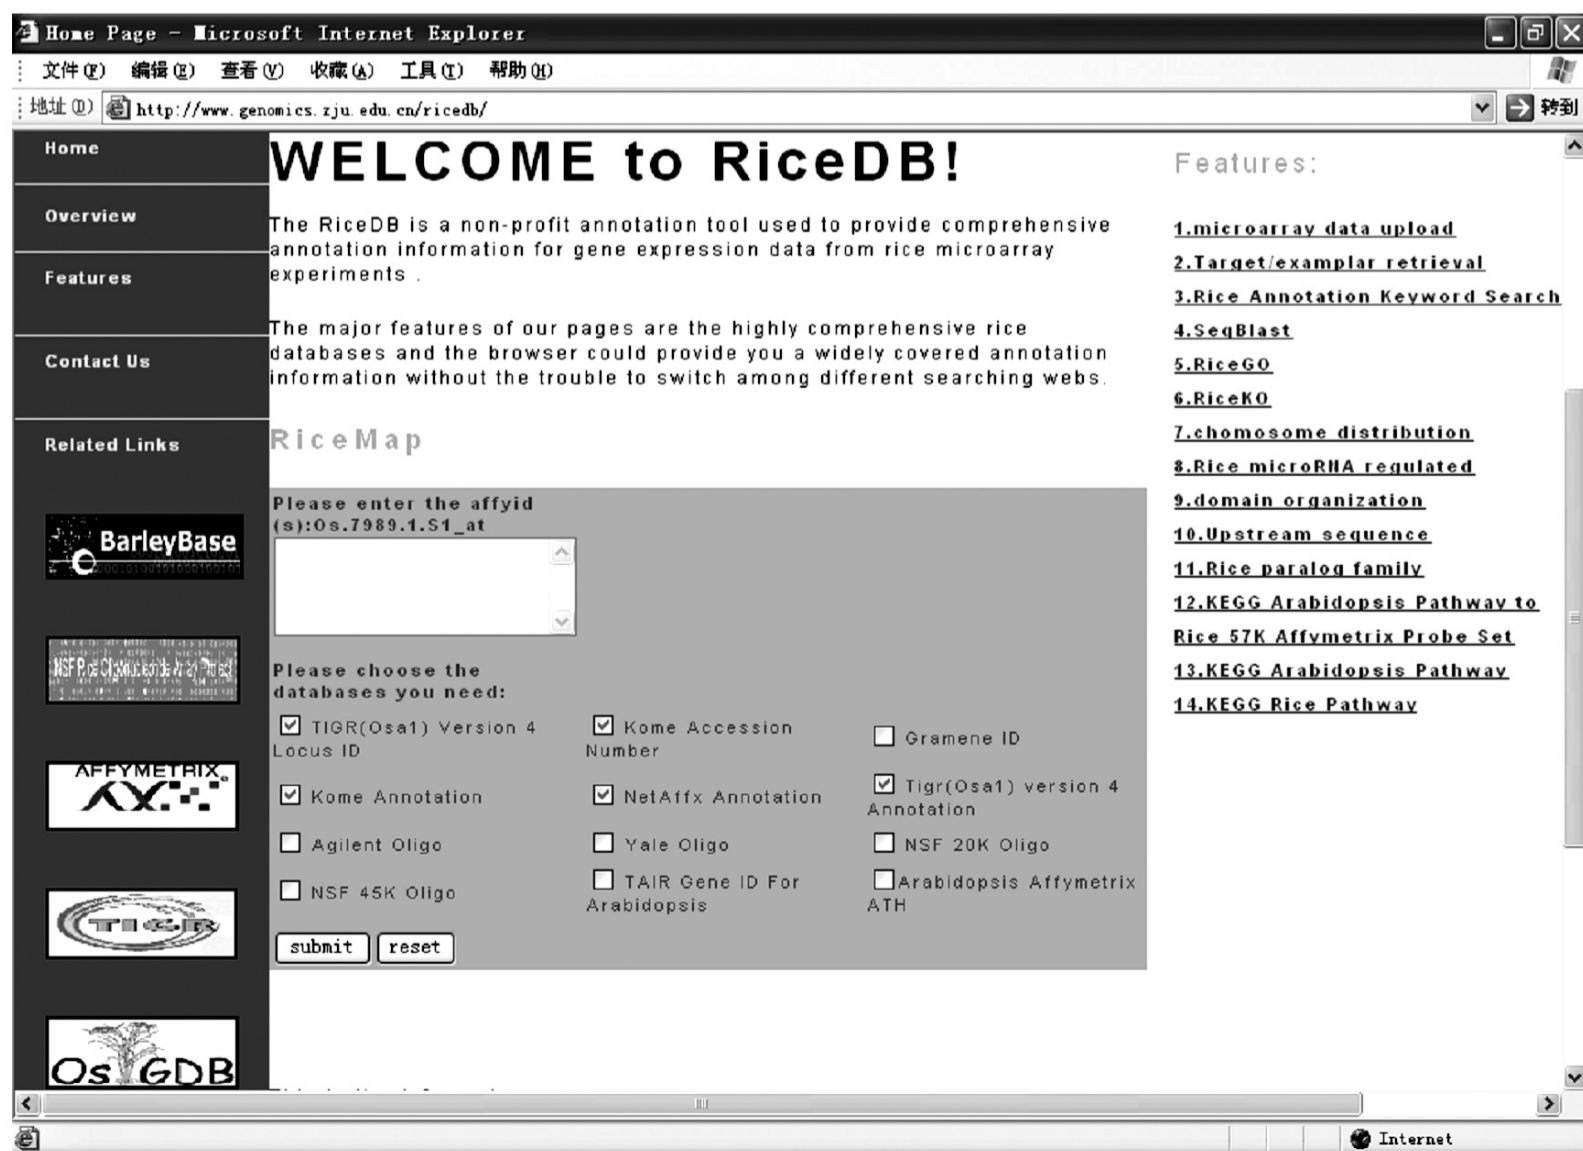 Home Page - Microsoft Internet Explorer
文件(F) 编辑(E) 查看(V) 收藏(A) 工具(T) 帮助(H)
地址(D) http://www.genomics.zju.edu.cn/ricedb/ 转到
Home
Overview
Features
Contact Us
Related Links
BarleyBase
AFFYMETRIX
TIGR
Os GDB
WELCOME to RiceDB!
The RiceDB is a non-profit annotation tool used to provide comprehensive
annotation information for gene expression data from rice microarray
experiments .
The major features of our pages are the highly comprehensive rice
databases and the browser could provide you a widely covered annotation
information without the trouble to switch among different searching webs.
RiceMap
Please enter the affyid
(s):Os.7989.1.S1_at
Please choose the
databases you need:
TIGR(Osa1) Version 4
Locus ID
Kome Accession
Number
Gramene ID
Kome Annotation
NetAffx Annotation
Tigr(Osa1) version 4
Annotation
Agilent Oligo
Yale Oligo
NSF 20K Oligo
NSF 45K Oligo
TAIR Gene ID For
Arabidopsis
Arabidopsis Affymetrix
ATH
submit reset
Features:
1.microarray data upload
2.Target/examplar retrieval
3.Rice Annotation Keyword Search
4.SeqBlast
5.RiceGO
6.RiceKO
7.chomosome distribution
8.Rice microRNA regulated
9.domain organization
10.Upstream sequence
11.Rice paralog family
12.KEGG Arabidopsis Pathway to
Rice 57K Affymetrix Probe Set
13.KEGG Arabidopsis Pathway
14.KEGG Rice Pathway
Internet